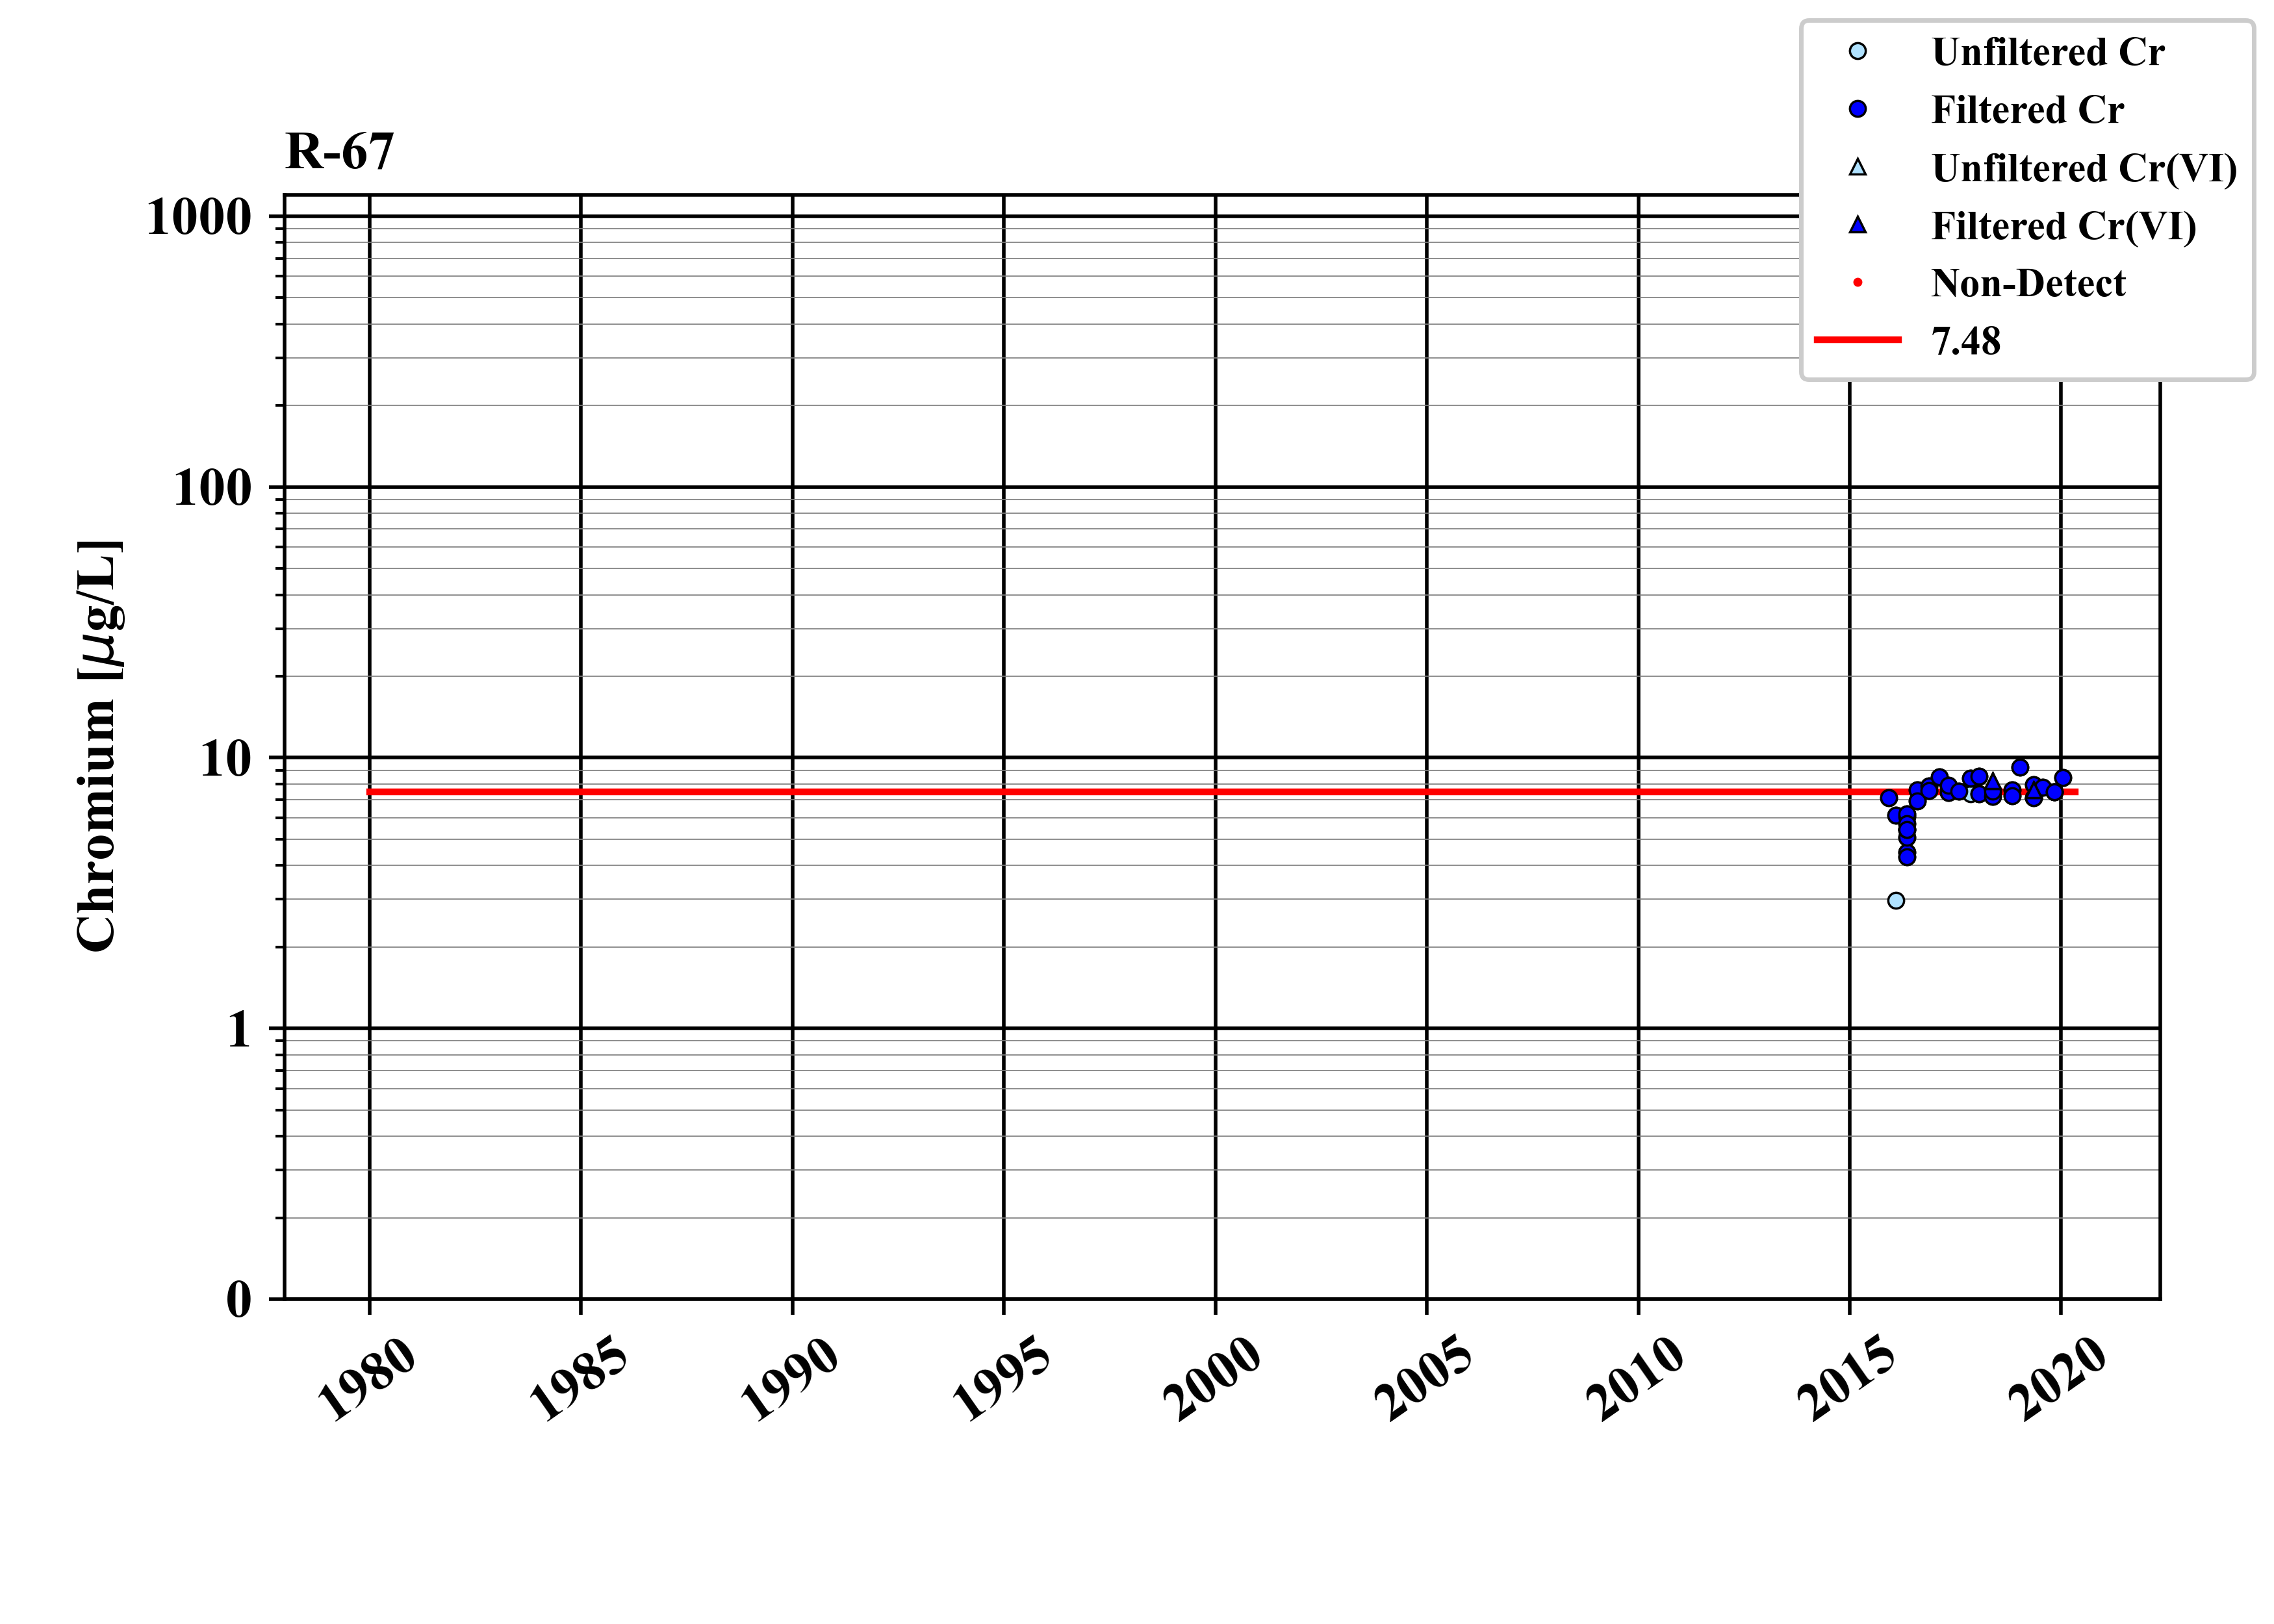 R-67
Unfiltered Cr
Filtered Cr
Unfiltered Cr(VI)
Filtered Cr(VI)
Non-Detect
7.48
Chromium [μg/L]
1000
100
10
1
0
1980
1985
1990
1995
2000
2005
2010
2015
2020